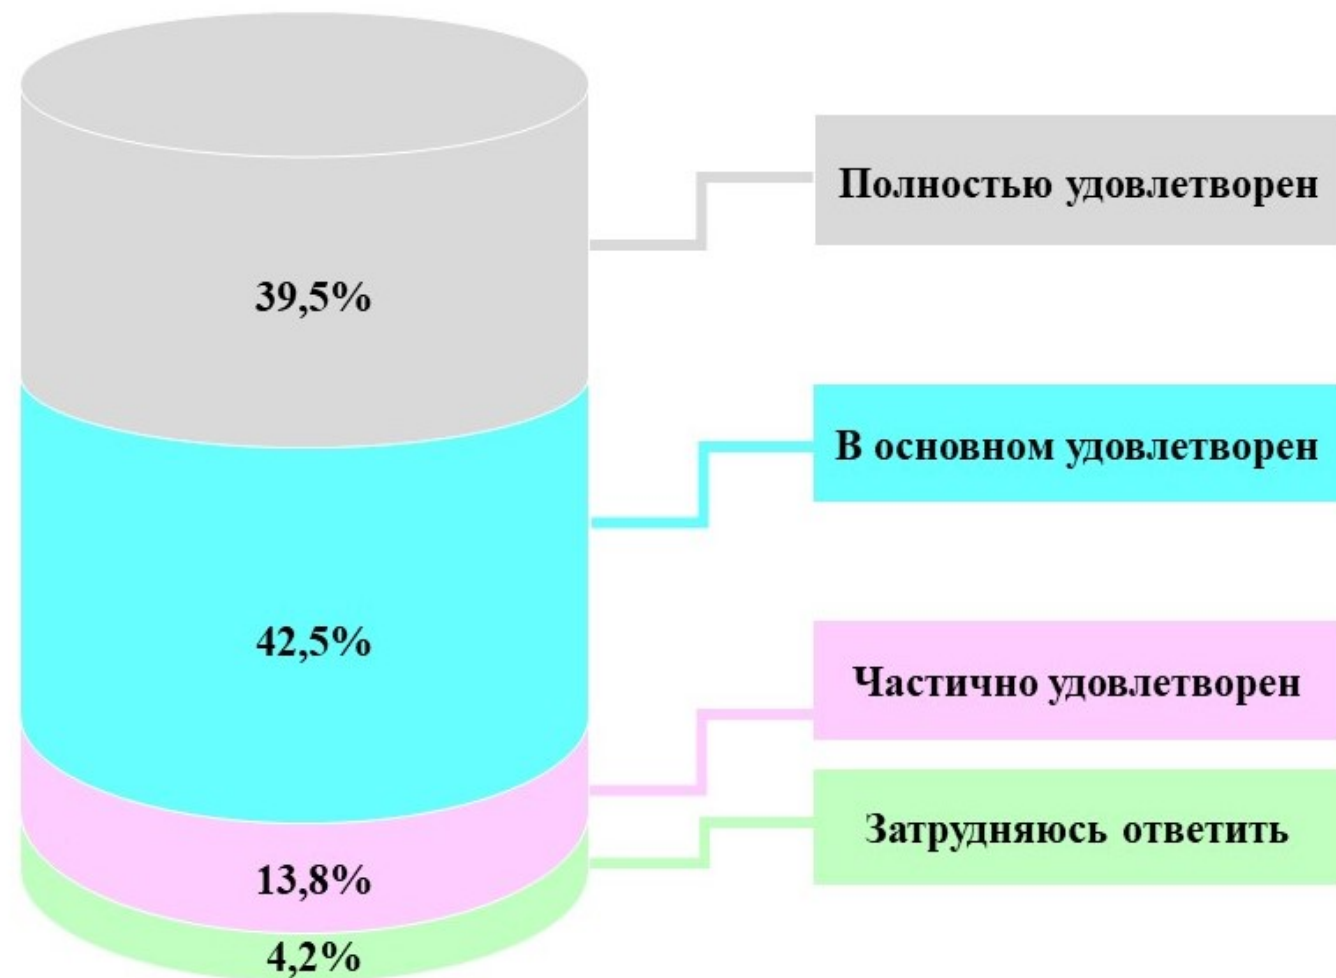 Полностью удовлетворен
39,5%
В основном удовлетворен
42,5%
Частично удовлетворен
13,8%
Затрудняюсь ответить
4,2%